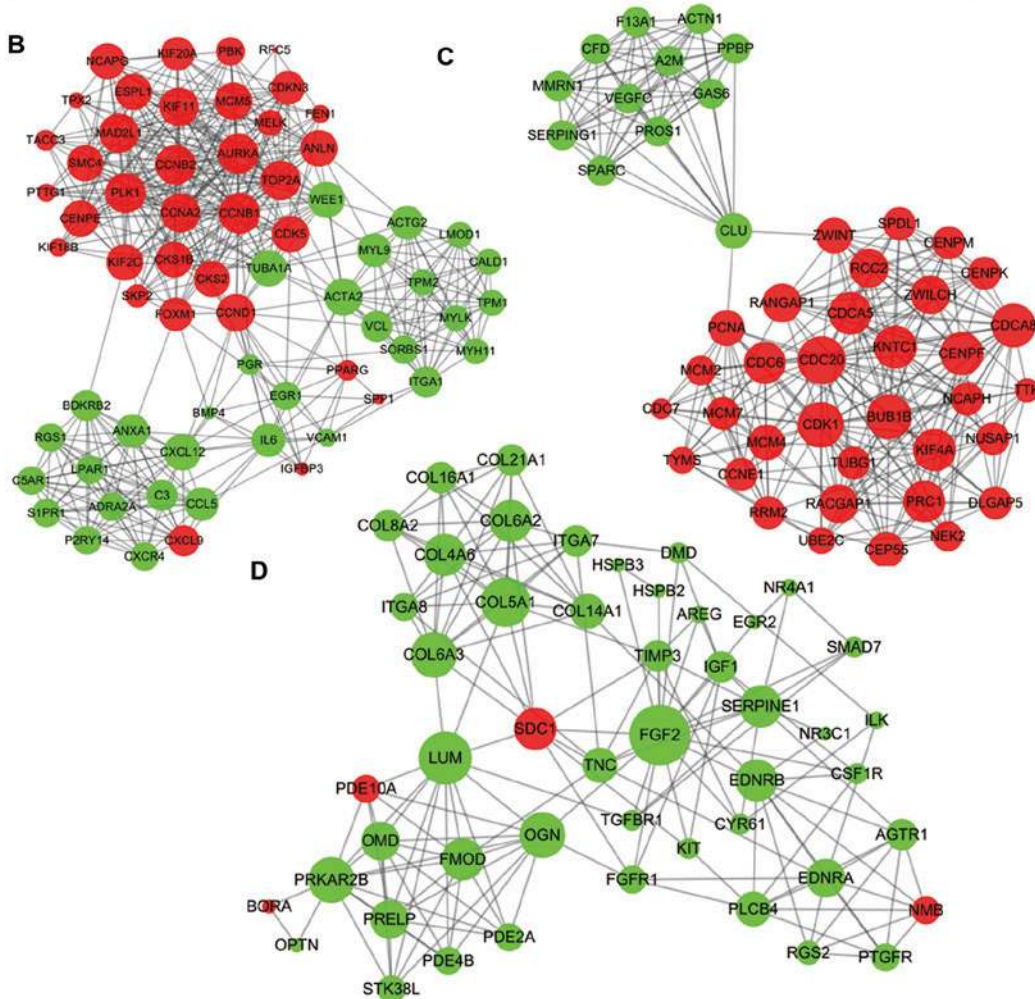 B
NCAPG
KIF20A
PBK
RFC5
TPX2
ESPL1
KIF11
MCM5
CDKN3
FEN1
TACC3
MAD2L1
MELK
ANLN
SMC4
CCNB2
AURKA
TOP2A
PTTG1
PLK1
WEE1
CENPE
CCNA2
CCNB1
CDK5
KIF18B
KIF2C
CKS1B
CKS2
TUBA1A
SKP2
FOXM1
CCND1
ACTG2
LMOD1
MYL9
CALD1
TPM2
ACTA2
TPM1
VCL
MYLK
SORBS1
MYH11
ITGA1
PGR
PPARG
EGR1
SPP1
BMP4
VCAM1
IL6
IGFBP3
BDKRB2
RGS1
ANXA1
CXCL12
C5AR1
LPAR1
C3
CCL5
S1PR1
ADRA2A
P2RY14
CXCL9
CXCR4
C
F13A1
ACTN1
CFD
A2M
PPBP
MMRN1
VEGFC
GAS6
SERPING1
PROS1
SPARC
CLU
ZWINT
SPDL1
CENPM
RCC2
CENPK
RANGAP1
ZWILCH
CDCA5
CDCA8
PCNA
KNTC1
CENPF
CDC6
CDC20
MCM2
TTK
CDC7
NCAPH
MCM7
CDK1
BUB1B
NUSAP1
MCM4
KIF4A
TYMS
CCNE1
TUBG1
RRM2
RACGAP1
PRC1
DLGAP5
UBE2C
CEP55
NEK2
D
COL21A1
COL16A1
COL8A2
COL6A2
ITGA7
COL4A6
DMD
HSPB3
HSPB2
NR4A1
ITGA8
COL5A1
COL14A1
AREG
EGR2
COL6A3
TIMP3
IGF1
SMAD7
SERPINE1
SDC1
FGF2
ILK
NR3C1
LUM
TNC
EDNRB
CSF1R
PDE10A
TGFBR1
CYR61
OMD
OGN
KIT
AGTR1
FMOD
PRKAR2B
FGFR1
EDNRA
BORA
PRELP
PLCB4
NMB
OPTN
PDE2A
PDE4B
RGS2
PTGFR
STK38L